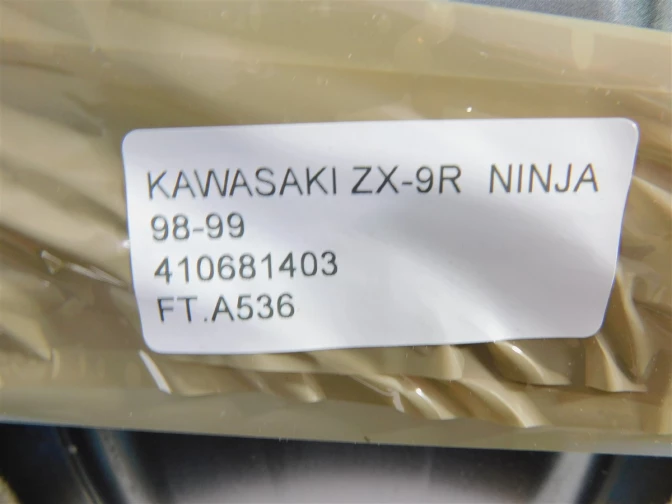 KAWASAKI ZX-9R NINJA
98-99
410681403
FT.A536